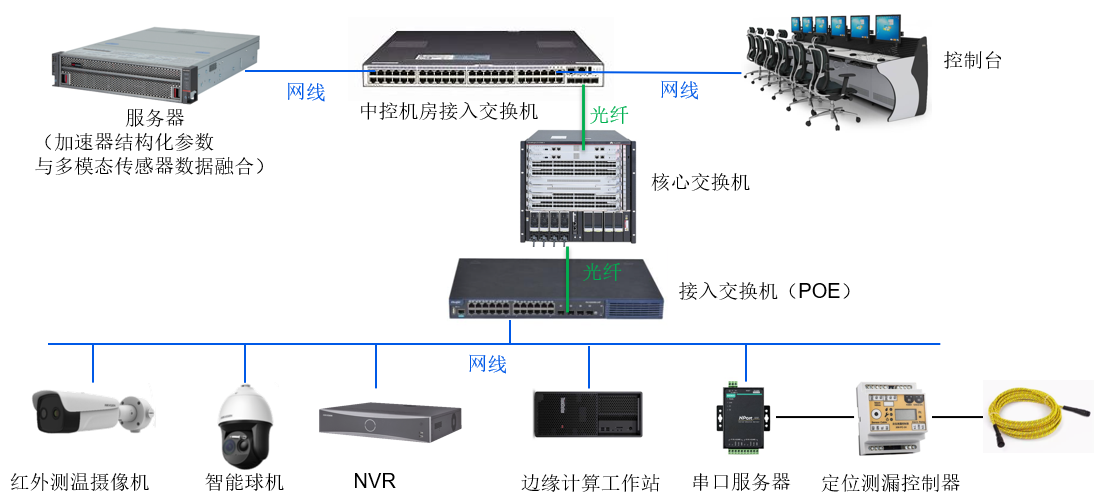 控制台
网线
网线
中控机房接入交换机
服务器
（加速器结构化参数
与多模态传感器数据融合）
光纤
核心交换机
光纤
接入交换机（POE）
网线
红外测温摄像机
智能球机
NVR
边缘计算工作站
串口服务器
定位测漏控制器